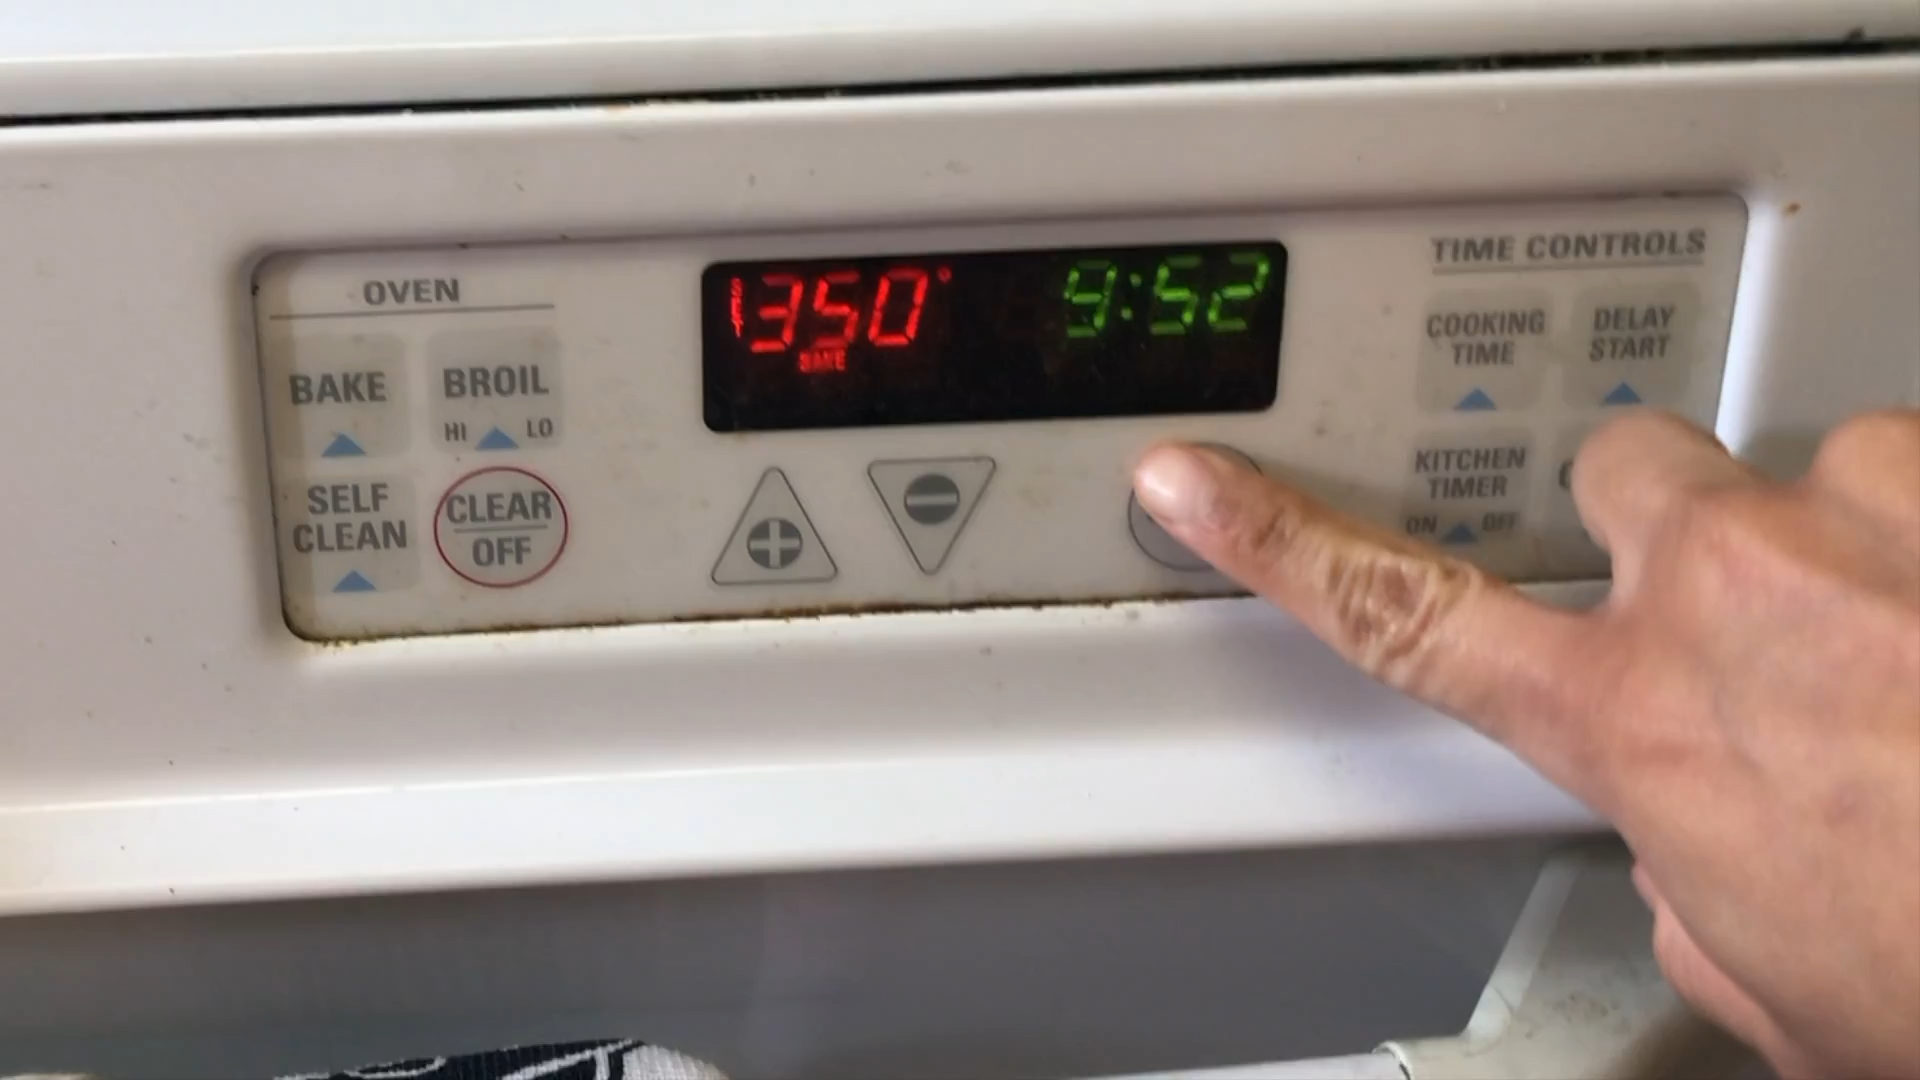 OVEN
BAKE
BROIL
HI LO
SELF
CLEAN
CLEAR
OFF
SET
350°
BAKE
9:52
TIME CONTROLS
COOKING
TIME
DELAY
START
KITCHEN
TIMER
ON OFF